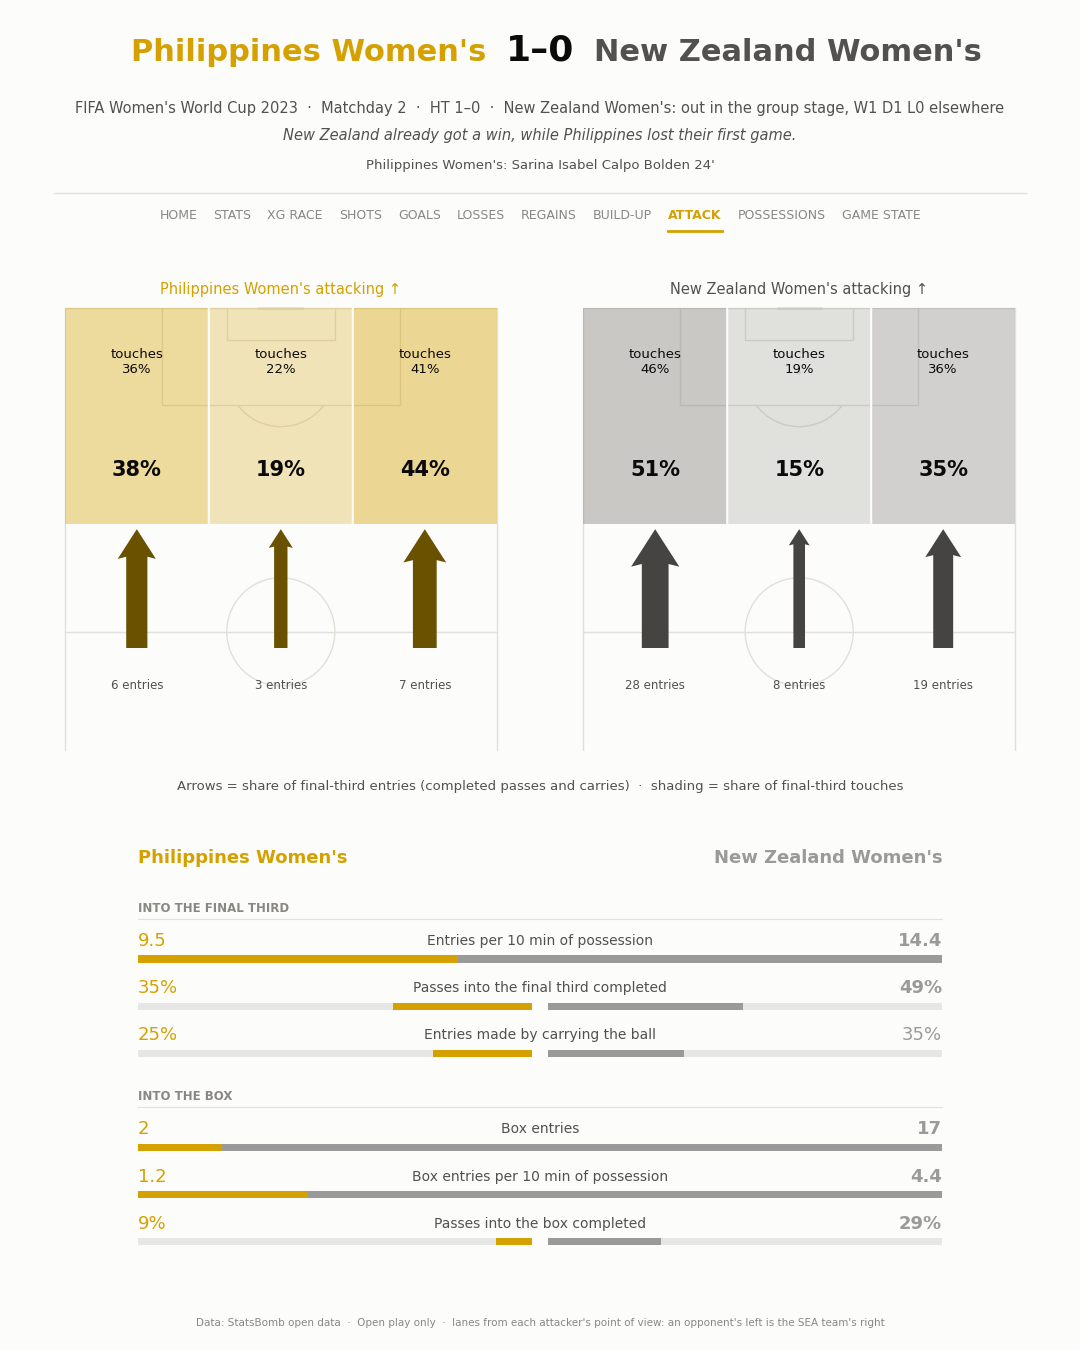 Philippines Women's 1–0 New Zealand Women's
FIFA Women's World Cup 2023 · Matchday 2 · HT 1–0 · New Zealand Women's: out in the group stage, W1 D1 L0 elsewhere
New Zealand already got a win, while Philippines lost their first game.
Philippines Women's: Sarina Isabel Calpo Bolden 24'
HOME STATS XG RACE SHOTS GOALS LOSSES REGAINS BUILD-UP ATTACK POSSESSIONS GAME STATE
Philippines Women's attacking ↑
touches 36%
touches 22%
touches 41%
38% 19% 44%
6 entries 3 entries 7 entries
New Zealand Women's attacking ↑
touches 46%
touches 19%
touches 36%
51% 15% 35%
28 entries 8 entries 19 entries
Arrows = share of final-third entries (completed passes and carries) · shading = share of final-third touches
Philippines Women's New Zealand Women's
INTO THE FINAL THIRD
9.5 Entries per 10 min of possession 14.4
35% Passes into the final third completed 49%
25% Entries made by carrying the ball 35%
INTO THE BOX
2 Box entries 17
1.2 Box entries per 10 min of possession 4.4
9% Passes into the box completed 29%
Data: StatsBomb open data · Open play only · lanes from each attacker's point of view: an opponent's left is the SEA team's right